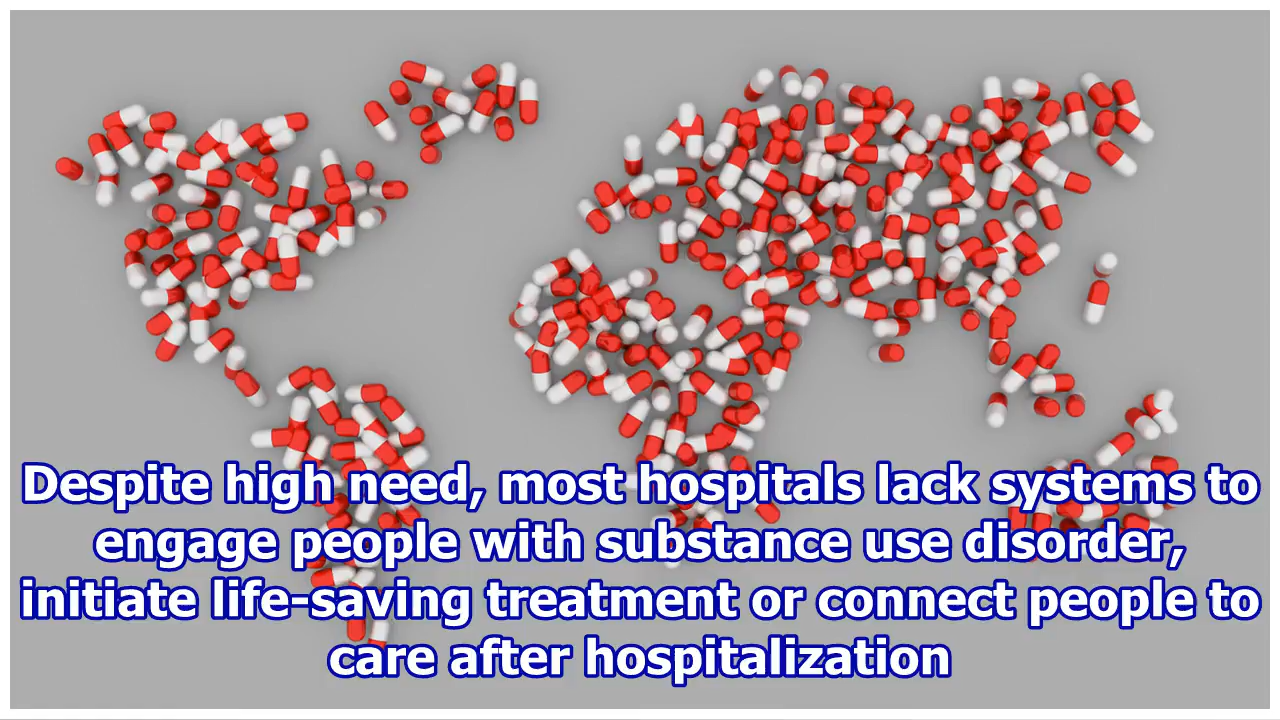 Despite high need, most hospitals lack systems to
engage people with substance use disorder,
initiate life-saving treatment or connect people to
care after hospitalization